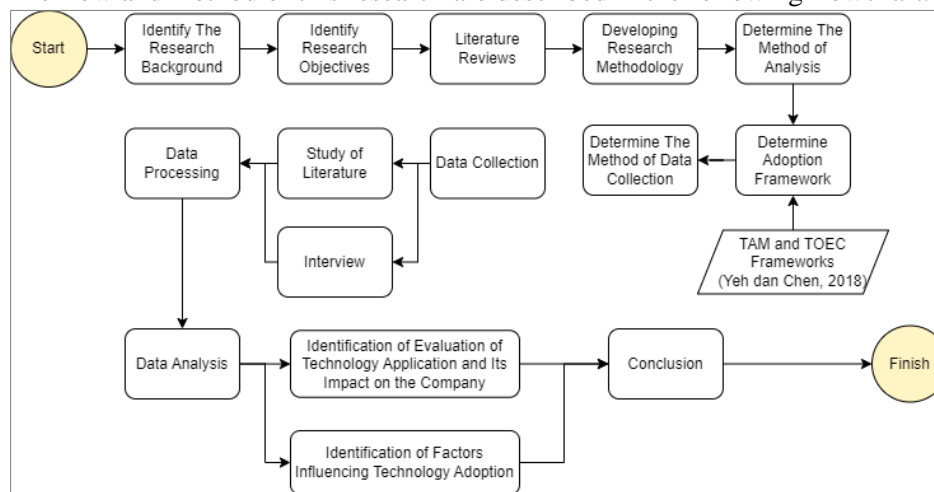 Start
Identify The
Research
Background
Identify
Research
Objectives
Literature
Reviews
Developing
Research
Methodology
Determine The
Method of
Analysis
Data
Processing
Study of
Literature
Data Collection
Determine The
Method of Data
Collection
Determine
Adoption
Framework
Interview
TAM and TOEC
Frameworks
(Yeh dan Chen, 2018)
Data Analysis
Identification of Evaluation of
Technology Application and Its
Impact on the Company
Conclusion
Finish
Identification of Factors
Influencing Technology Adoption